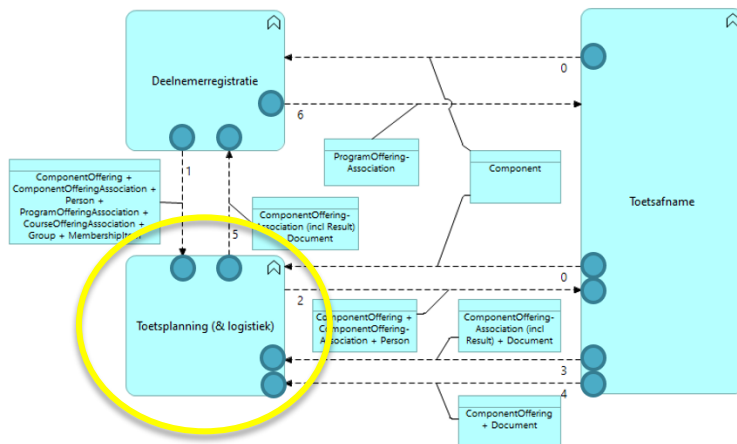 Deelnemerregistratie
0
6
1
ProgramOffering-
Association
Component
Toetsafname
ComponentOffering +
ComponentOfferingAssociation +
Person +
ProgramOfferingAssociation +
CourseOfferingAssociation +
Group +
ComponentOffering-
Association (incl Result)
Document
5
Toetsplanning (& logistiek)
0
2
ComponentOffering +
ComponentOffering-
Association + Person
ComponentOffering-
Association (incl
Result) + Document
3
4
ComponentOffering
+ Document